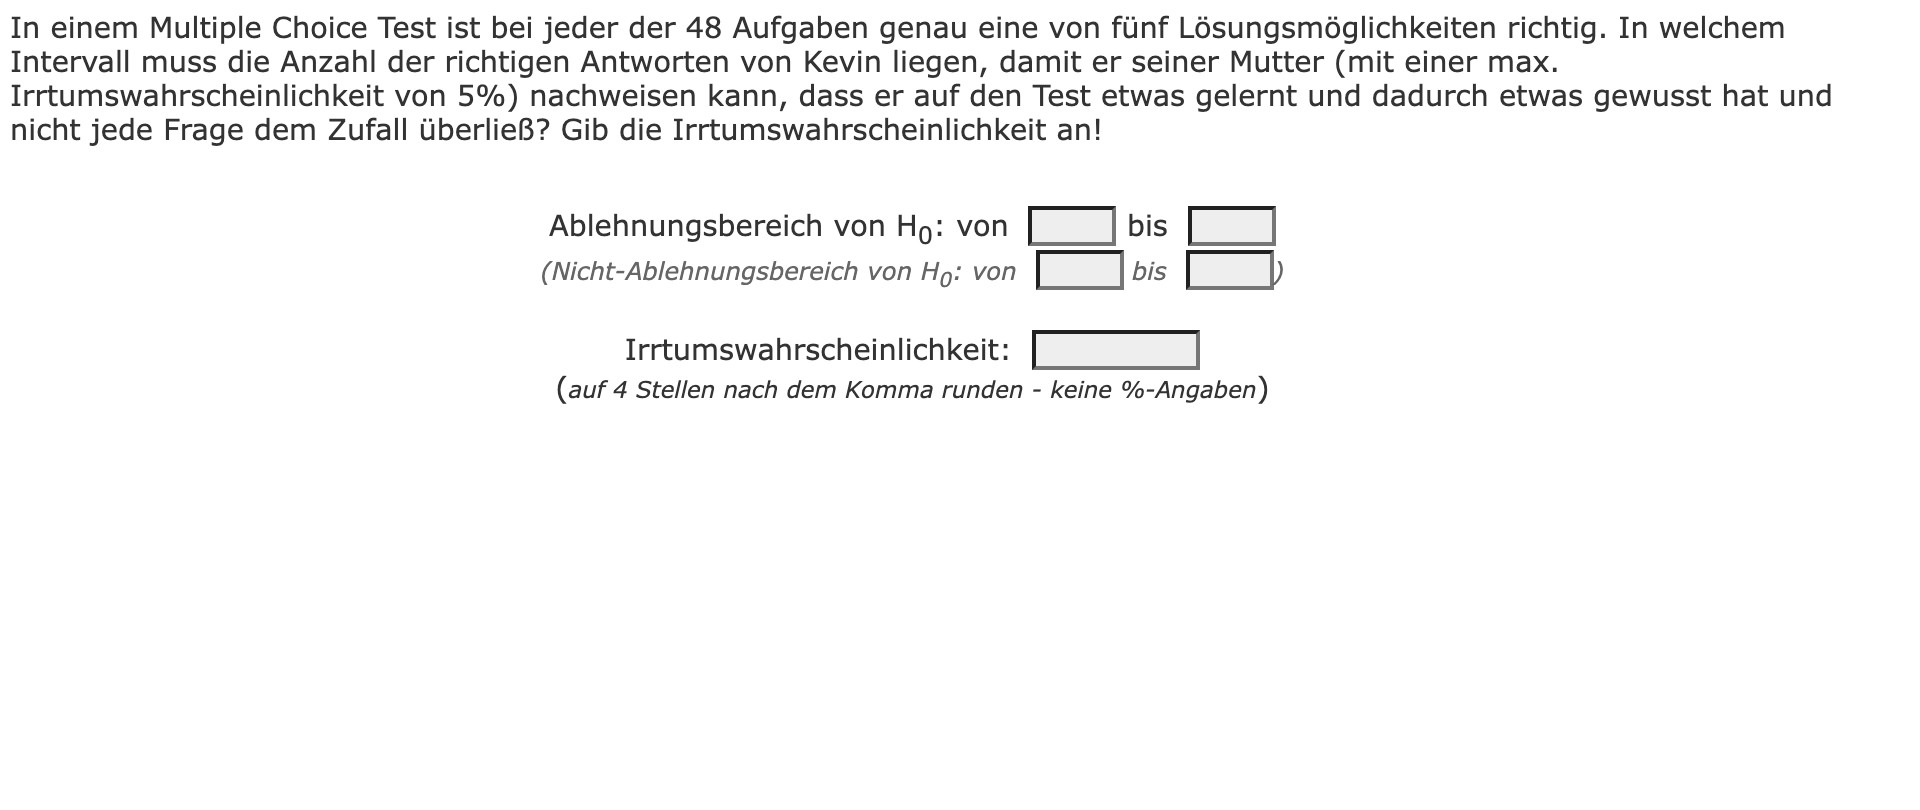 In einem Multiple Choice Test ist bei jeder der 48 Aufgaben genau eine von fünf Lösungsmöglichkeiten richtig. In welchem
Intervall muss die Anzahl der richtigen Antworten von Kevin liegen, damit er seiner Mutter (mit einer max.
Irrtumswahrscheinlichkeit von 5%) nachweisen kann, dass er auf den Test etwas gelernt und dadurch etwas gewusst hat und
nicht jede Frage dem Zufall überließ? Gib die Irrtumswahrscheinlichkeit an!
Ablehnungsbereich von H₀: von bis
(Nicht-Ablehnungsbereich von H₀: von bis )
Irrtumswahrscheinlichkeit:
(auf 4 Stellen nach dem Komma runden - keine %-Angaben)